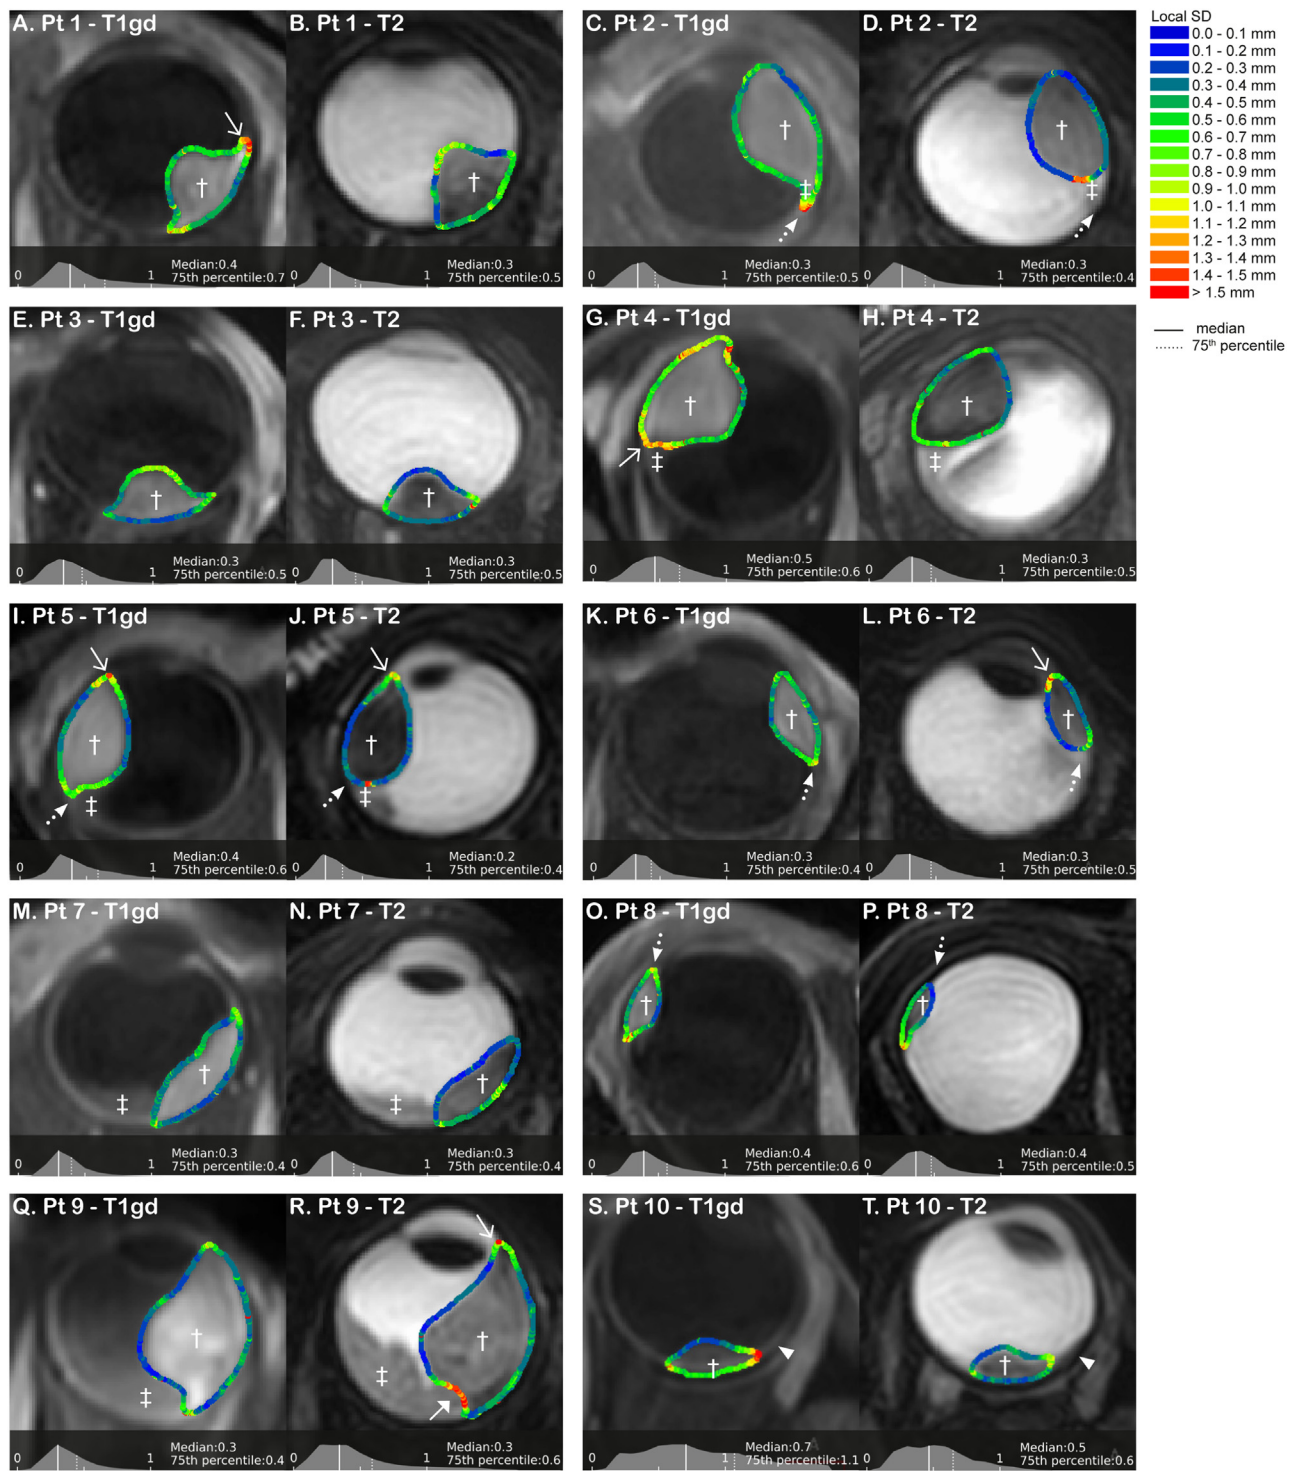 A. Pt 1 - T1gd
B. Pt 1 - T2
C. Pt 2 - T1gd
D. Pt 2 - T2
Local SD
0.0 - 0.1 mm
0.1 - 0.2 mm
0.2 - 0.3 mm
0.3 - 0.4 mm
0.4 - 0.5 mm
0.5 - 0.6 mm
0.6 - 0.7 mm
0.7 - 0.8 mm
0.8 - 0.9 mm
0.9 - 1.0 mm
1.0 - 1.1 mm
1.1 - 1.2 mm
1.2 - 1.3 mm
1.3 - 1.4 mm
1.4 - 1.5 mm
> 1.5 mm
median
75th percentile
†
†
†
‡
†
‡
0 1 Median:0.4
75th percentile:0.7
0 1 Median:0.3
75th percentile:0.5
0 1 Median:0.3
75th percentile:0.5
0 1 Median:0.3
75th percentile:0.4
E. Pt 3 - T1gd
F. Pt 3 - T2
G. Pt 4 - T1gd
H. Pt 4 - T2
†
†
†
‡
†
‡
0 1 Median:0.3
75th percentile:0.5
0 1 Median:0.3
75th percentile:0.5
0 1 Median:0.5
75th percentile:0.6
0 1 Median:0.3
75th percentile:0.5
I. Pt 5 - T1gd
J. Pt 5 - T2
K. Pt 6 - T1gd
L. Pt 6 - T2
†
‡
†
‡
†
†
0 1 Median:0.4
75th percentile:0.6
0 1 Median:0.2
75th percentile:0.4
0 1 Median:0.3
75th percentile:0.4
0 1 Median:0.3
75th percentile:0.5
M. Pt 7 - T1gd
N. Pt 7 - T2
O. Pt 8 - T1gd
P. Pt 8 - T2
†
‡
†
‡
†
†
0 1 Median:0.3
75th percentile:0.4
0 1 Median:0.3
75th percentile:0.4
0 1 Median:0.4
75th percentile:0.6
0 1 Median:0.4
75th percentile:0.5
Q. Pt 9 - T1gd
R. Pt 9 - T2
S. Pt 10 - T1gd
T. Pt 10 - T2
†
‡
†
‡
†
†
0 1 Median:0.3
75th percentile:0.4
0 1 Median:0.3
75th percentile:0.6
0 1 Median:0.7
75th percentile:1.1
A
0 1 Median:0.5
75th percentile:0.6
A